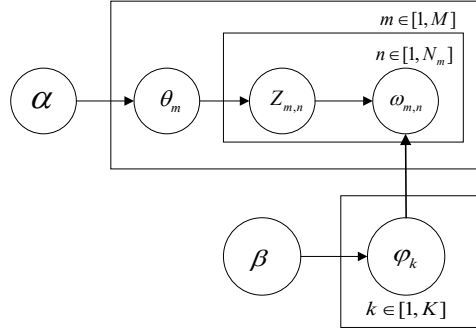 m ∈ [1, M]
n ∈ [1, N_m]
α
θ_m
Z_{m,n}
ω_{m,n}
β
φ_k
k ∈ [1, K]